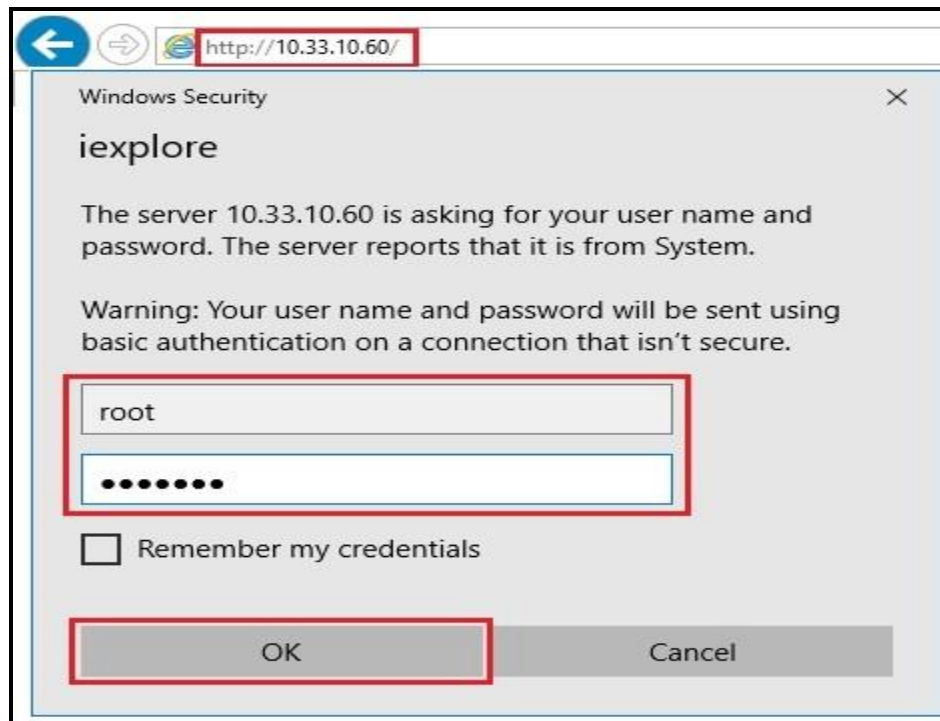 http://10.33.10.60/
Windows Security
iexplore
The server 10.33.10.60 is asking for your user name and
password. The server reports that it is from System.
Warning: Your user name and password will be sent using
basic authentication on a connection that isn't secure.
root
•••••••
Remember my credentials
OK Cancel